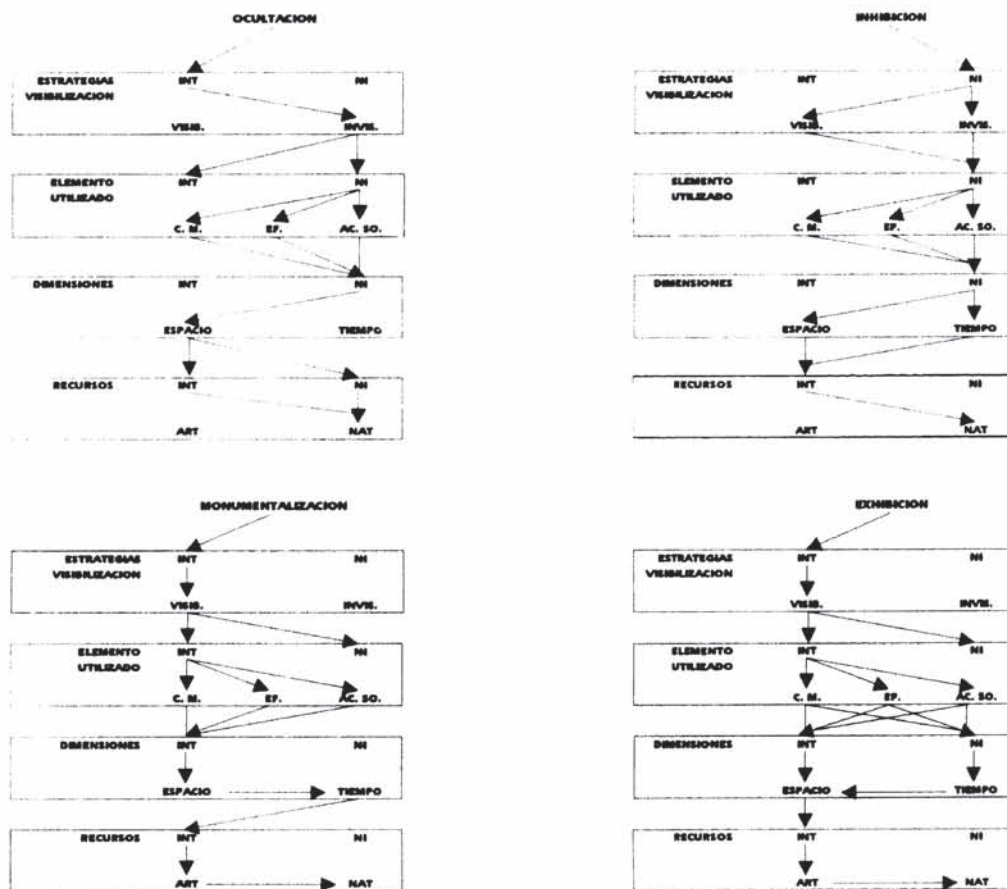 OCULTACION
ESTRATEGIAS INT NI
VISIBILIZACION
VISIB. INVIS.
ELEMENTO INT NI
UTILIZADO
C. M. EF. AC. SO.
DIMENSIONES INT NI
ESPACIO TIEMPO
RECURSOS INT NI
ART NAT
INHIBICION
ESTRATEGIAS INT NI
VISIBILIZACION
VISIB. INVIS.
ELEMENTO INT NI
UTILIZADO
C. M. EF. AC. SO.
DIMENSIONES INT NI
ESPACIO TIEMPO
RECURSOS INT NI
ART NAT
MONUMENTALIZACION
ESTRATEGIAS INT NI
VISIBILIZACION
VISIB. INVIS.
ELEMENTO INT NI
UTILIZADO
C. M. EF. AC. SO.
DIMENSIONES INT NI
ESPACIO TIEMPO
RECURSOS INT NI
ART NAT
EXHIBICION
ESTRATEGIAS INT NI
VISIBILIZACION
VISIB. INVIS.
ELEMENTO INT NI
UTILIZADO
C. M. EF. AC. SO.
DIMENSIONES INT NI
ESPACIO TIEMPO
RECURSOS INT NI
ART NAT